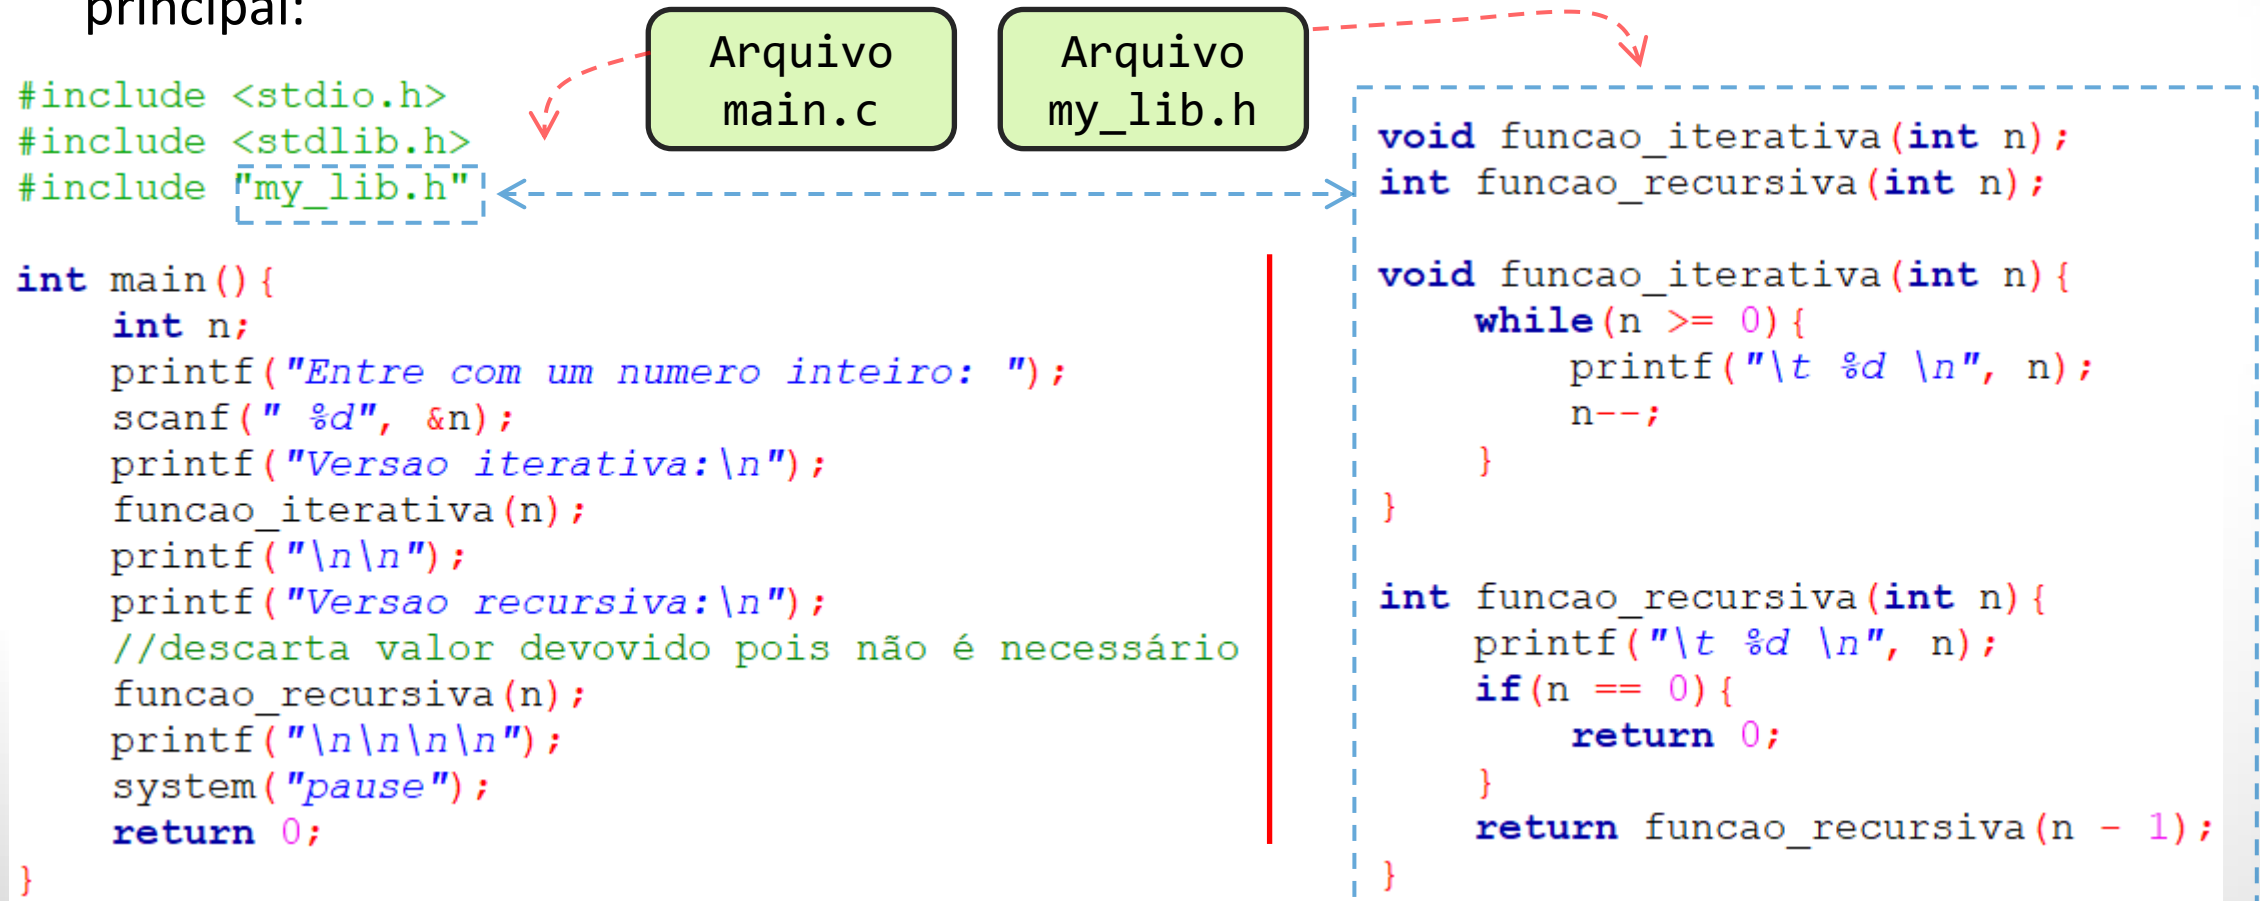 principal:
Arquivo
main.c
Arquivo
my_lib.h
#include <stdio.h>
#include <stdlib.h>
#include "my_lib.h"
int main(){
    int n;
    printf("Entre com um numero inteiro: ");
    scanf(" %d", &n);
    printf("Versao iterativa:\n");
    funcao_iterativa(n);
    printf("\n\n");
    printf("Versao recursiva:\n");
    //descarta valor devovido pois não é necessário
    funcao_recursiva(n);
    printf("\n\n\n\n");
    system("pause");
    return 0;
}
void funcao_iterativa(int n);
int funcao_recursiva(int n);
void funcao_iterativa(int n){
    while(n >= 0){
        printf("\t %d \n", n);
        n--;
    }
}
int funcao_recursiva(int n){
    printf("\t %d \n", n);
    if(n == 0){
        return 0;
    }
    return funcao_recursiva(n - 1);
}